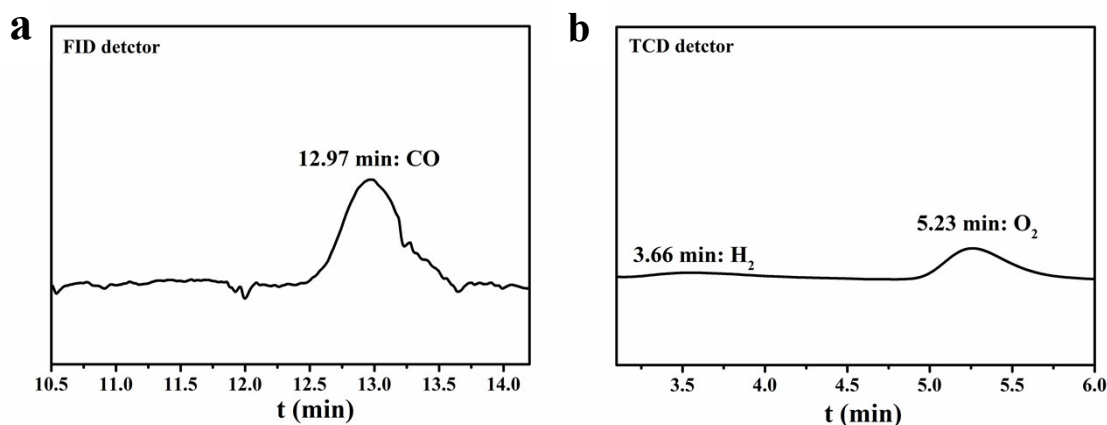 a
FID detctor
12.97 min: CO
10.5 11.0 11.5 12.0 12.5 13.0 13.5 14.0
t (min)
b
TCD detctor
3.66 min: H₂
5.23 min: O₂
3.5 4.0 4.5 5.0 5.5 6.0
t (min)